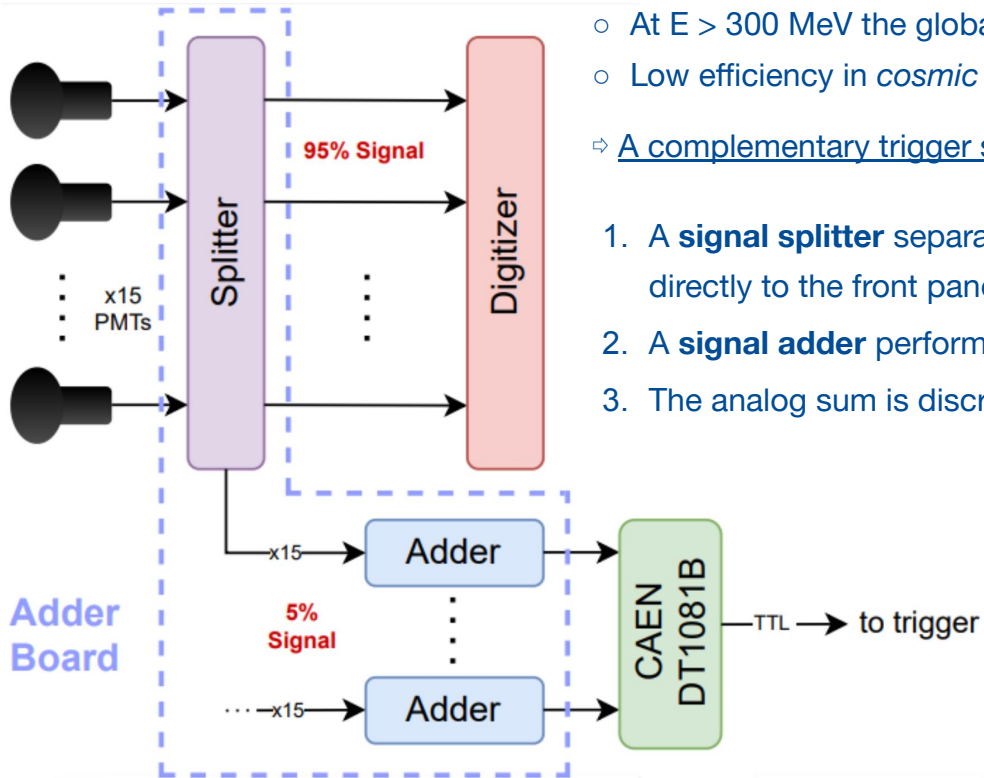 ○ At E > 300 MeV the globa
○ Low efficiency in cosmic
⇨ A complementary trigger s
1. A signal splitter separa
directly to the front pane
2. A signal adder perform
3. The analog sum is discr
95% Signal
Splitter
Digitizer
x15
PMTs
x15
Adder
5%
Signal
Adder
Board
x15
Adder
CAEN
DT1081B
TTL
to trigger